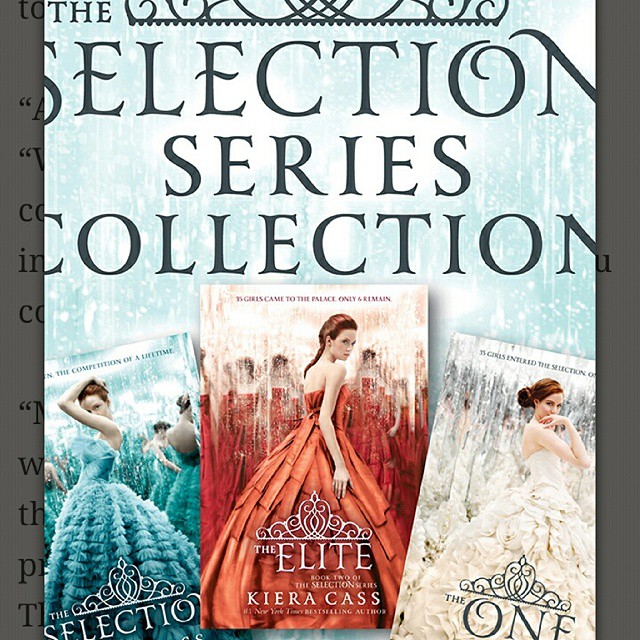 THE
SELECTION
SERIES
COLLECTION
THE COMPETITION OF A LIFETIME.
THE
SELECTION
35 GIRLS CAME TO THE PALACE. ONLY 6 REMAIN.
THE ELITE
BOOK TWO OF
THE SELECTION SERIES
KIERA CASS
#1 New York Times BESTSELLING AUTHOR
35 GIRLS ENTERED THE SELECTION.
THE
ONE